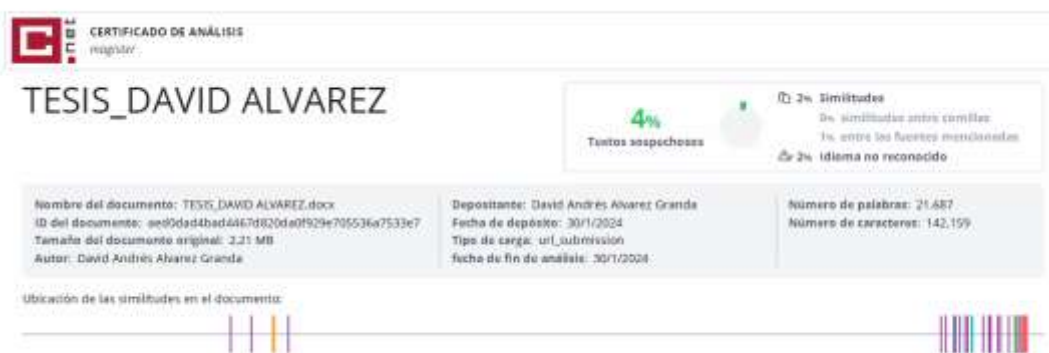 CERTIFICADO DE ANÁLISIS
magister
TESIS_DAVID ALVAREZ
4%
Textos sospechosos
2% Similitudes
0% similitudes entre comillas
1% entre las fuentes mencionadas
2% Idioma no reconocido
Nombre del documento: TESIS_DAVID ALVAREZ.docx
ID del documento:
Tamaño del documento original: 2,21 MB
Autor: David Andrés Alvarez Granda
Depositante: David Andrés Alvarez Granda
Fecha de depósito: 30/1/2024
Tipo de carga: url_submission
fecha de fin de análisis: 30/1/2024
Número de palabras: 21.687
Número de caracteres: 142.159
Ubicación de las similitudes en el documento: